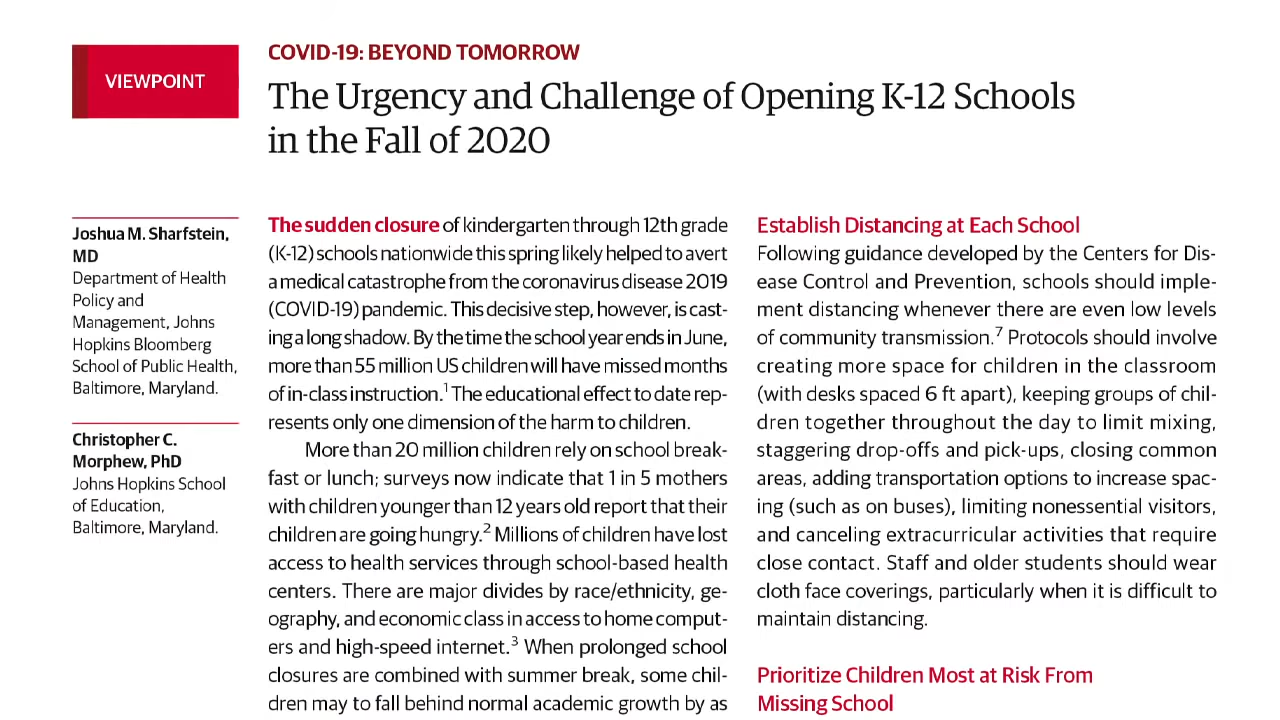 VIEWPOINT
COVID-19: BEYOND TOMORROW
The Urgency and Challenge of Opening K-12 Schools
in the Fall of 2020
Joshua M. Sharfstein,
MD
Department of Health
Policy and
Management, Johns
Hopkins Bloomberg
School of Public Health,
Baltimore, Maryland.
Christopher C.
Morphew, PhD
Johns Hopkins School
of Education,
Baltimore, Maryland.
The sudden closure of kindergarten through 12th grade
(K-12) schools nationwide this spring likely helped to avert
a medical catastrophe from the coronavirus disease 2019
(COVID-19) pandemic. This decisive step, however, is cast-
ing a long shadow. By the time the school year ends in June,
more than 55 million US children will have missed months
of in-class instruction.1 The educational effect to date rep-
resents only one dimension of the harm to children.
More than 20 million children rely on school break-
fast or lunch; surveys now indicate that 1 in 5 mothers
with children younger than 12 years old report that their
children are going hungry.2 Millions of children have lost
access to health services through school-based health
centers. There are major divides by race/ethnicity, ge-
ography, and economic class in access to home comput-
ers and high-speed internet.3 When prolonged school
closures are combined with summer break, some chil-
dren may to fall behind normal academic growth by as
Establish Distancing at Each School
Following guidance developed by the Centers for Dis-
ease Control and Prevention, schools should imple-
ment distancing whenever there are even low levels
of community transmission.7 Protocols should involve
creating more space for children in the classroom
(with desks spaced 6 ft apart), keeping groups of chil-
dren together throughout the day to limit mixing,
staggering drop-offs and pick-ups, closing common
areas, adding transportation options to increase spac-
ing (such as on buses), limiting nonessential visitors,
and canceling extracurricular activities that require
close contact. Staff and older students should wear
cloth face coverings, particularly when it is difficult to
maintain distancing.
Prioritize Children Most at Risk From
Missing School